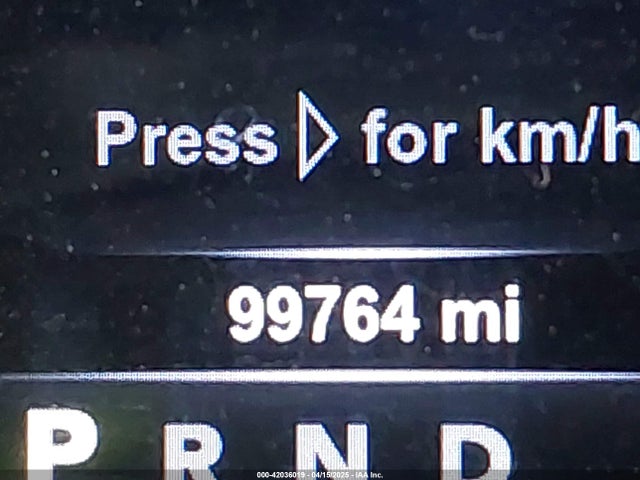 Press ▷ for km/h
99764 mi
P R N D
000-42036019 - 04/15/2025 - IAA Inc.